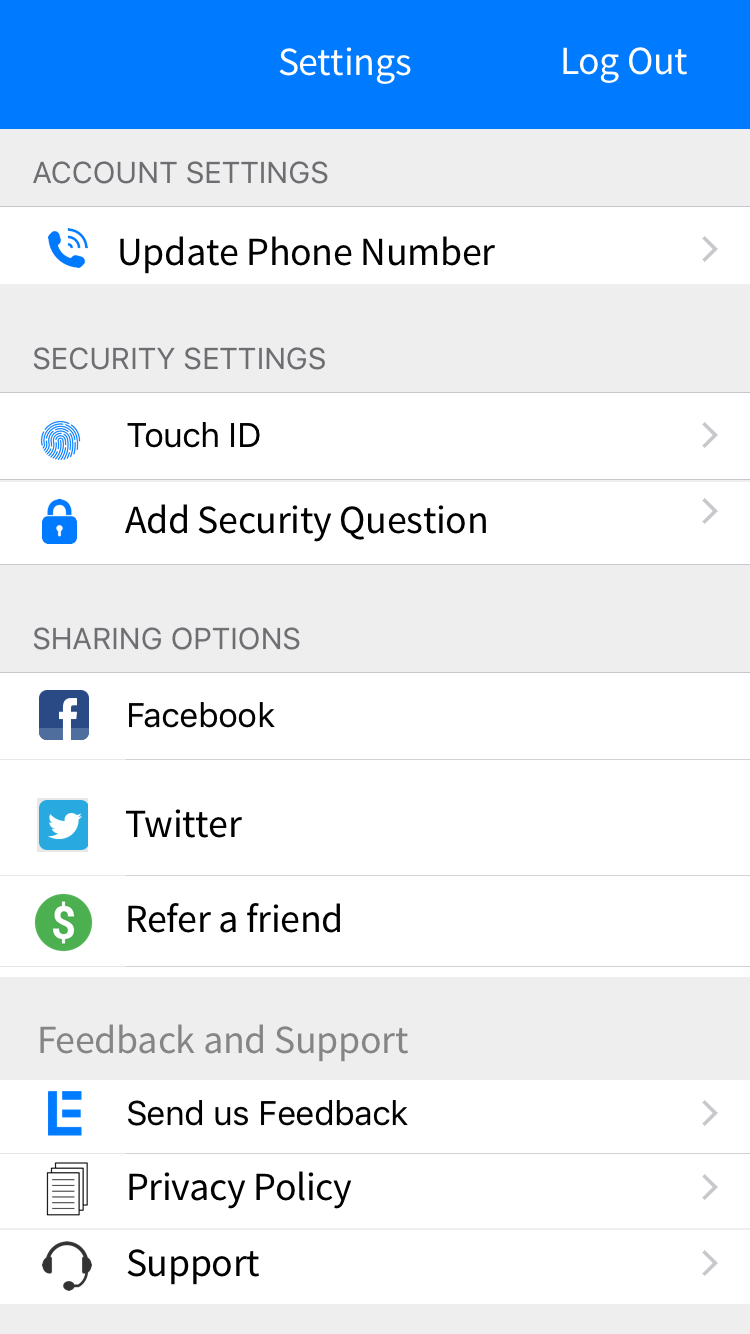 Settings
Log Out
ACCOUNT SETTINGS
Update Phone Number
SECURITY SETTINGS
Touch ID
Add Security Question
SHARING OPTIONS
Facebook
Twitter
Refer a friend
Feedback and Support
Send us Feedback
Privacy Policy
Support